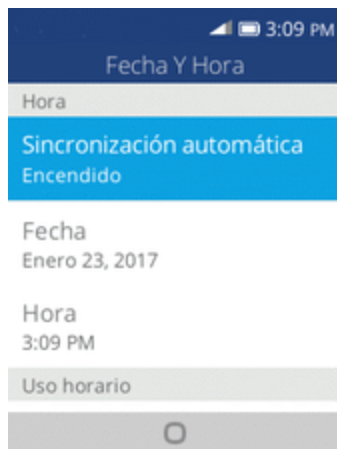 3:09 PM
Fecha Y Hora
Hora
Sincronización automática
Encendido
Fecha
Enero 23, 2017
Hora
3:09 PM
Uso horario